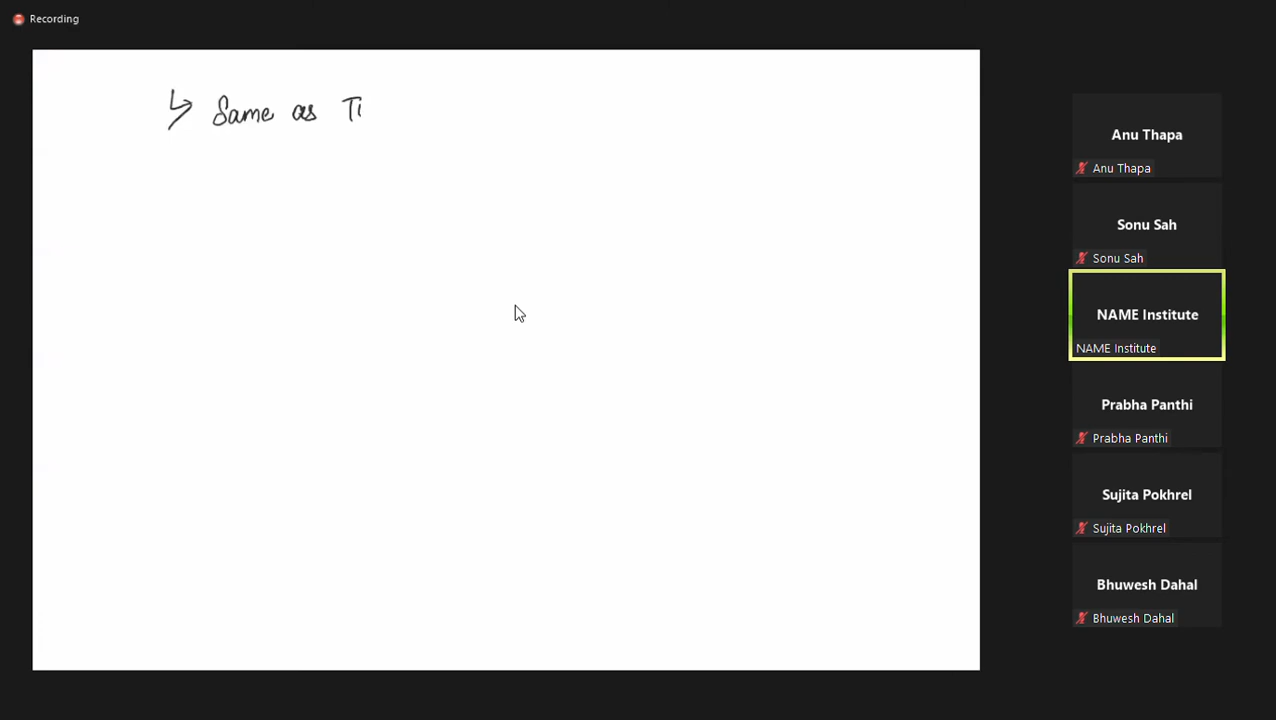 Recording
↳ Same as Ti
Anu Thapa
Anu Thapa
Sonu Sah
Sonu Sah
NAME Institute
NAME Institute
Prabha Panthi
Prabha Panthi
Sujita Pokhrel
Sujita Pokhrel
Bhuwesh Dahal
Bhuwesh Dahal